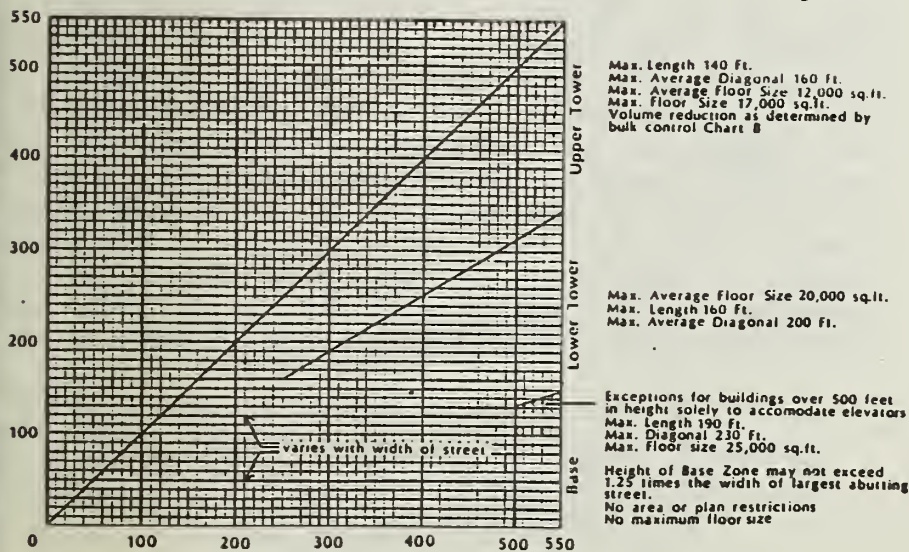 550
500
400
300
200
100
0
100
200
300
400
500 550
Upper Tower
Lower Tower
Base
varies with width of street
Max. Length 140 Ft.
Max. Average Diagonal 160 Ft.
Max. Average Floor Size 12,000 sq.ft.
Max. Floor Size 17,000 sq.ft.
Volume reduction as determined by
bulk control Chart B
Max. Average Floor Size 20,000 sq.ft.
Max. Length 160 Ft.
Max. Average Diagonal 200 Ft.
Exceptions for buildings over 500 feet
in height solely to accomodate elevators
Max. Length 190 Ft.
Max. Diagonal 230 Ft.
Max. Floor size 25,000 sq.ft.
Height of Base Zone may not exceed
1.25 times the width of largest abutting
street.
No area or plan restrictions
No maximum floor size